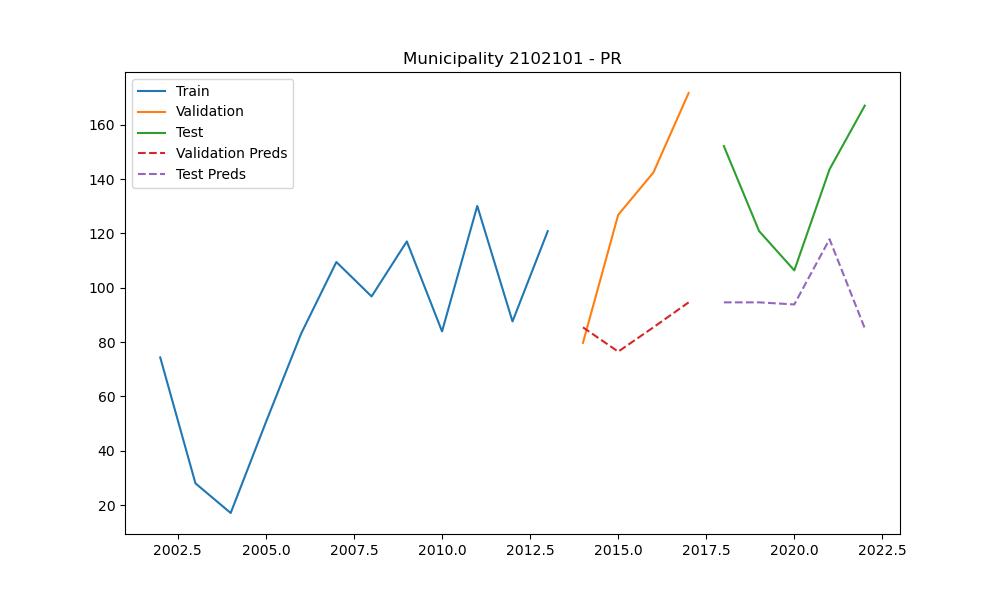 Municipality 2102101 - PR
Train
Validation
Test
Validation Preds
Test Preds
160
140
120
100
80
60
40
20
2002.5 2005.0 2007.5 2010.0 2012.5 2015.0 2017.5 2020.0 2022.5